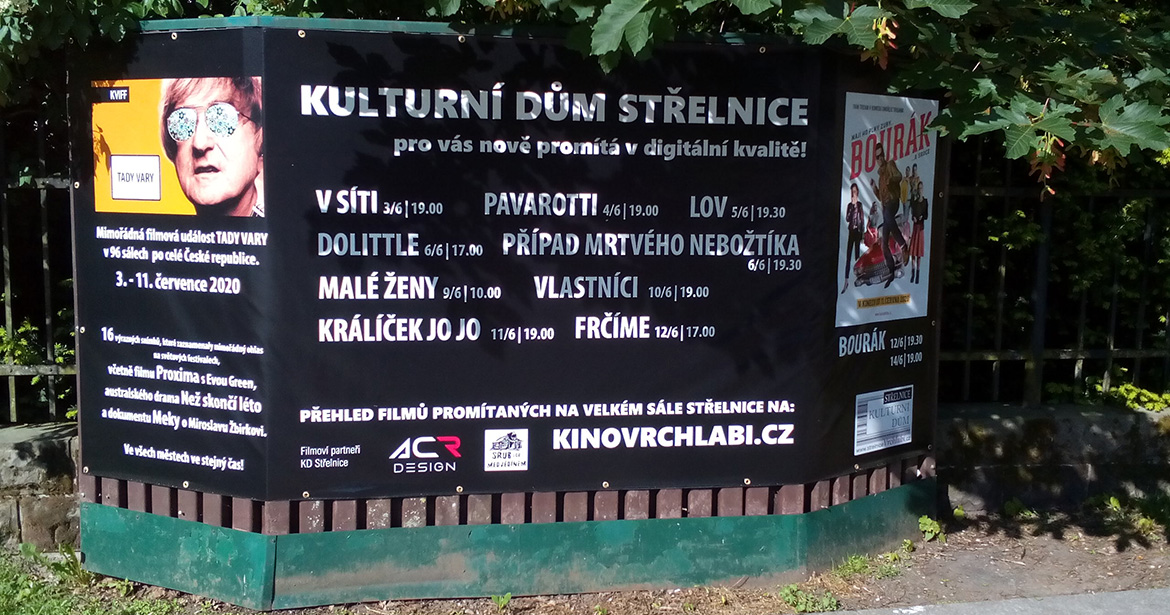 KVIFF
TADY VARY
Mimořádná filmová událost TADY VARY
v 96 sálech po celé České republice.
3. - 11. července 2020
16 výrazných snímků, které zaznamenaly mimořádný ohlas
na světových festivalech,
včetně filmu Proxima s Evou Green,
australského drama Než skončí léto
a dokumentu Meky o Miroslavu Žbirkovi.
Ve všech městech ve stejný čas!
KULTURNÍ DŮM STŘELNICE
pro vás nově promítá v digitální kvalitě!
V SÍTI 3/6 | 19.00 PAVAROTTI 4/6 | 19.00 LOV 5/6 | 19.30
DOLITTLE 6/6 | 17.00 PŘÍPAD MRTVÉHO NEBOŽTÍKA
6/6 | 19.30
MALÉ ŽENY 9/6 | 10.00 VLASTNÍCI 10/6 | 19.00
KRÁLÍČEK JO JO 11/6 | 19.00 FRČÍME 12/6 | 17.00
PŘEHLED FILMŮ PROMÍTANÝCH NA VELKÉM SÁLE STŘELNICE NA:
KINOVRCHLABI.CZ
Filmoví partneři
KD Střelnice
ACR
DESIGN
SRUB
MEDVĚDÍNEM
BOURÁK
BOURÁK 12/6 | 19.30
14/6 | 19.00
STŘELNICE
KULTURNÍ
DŮM